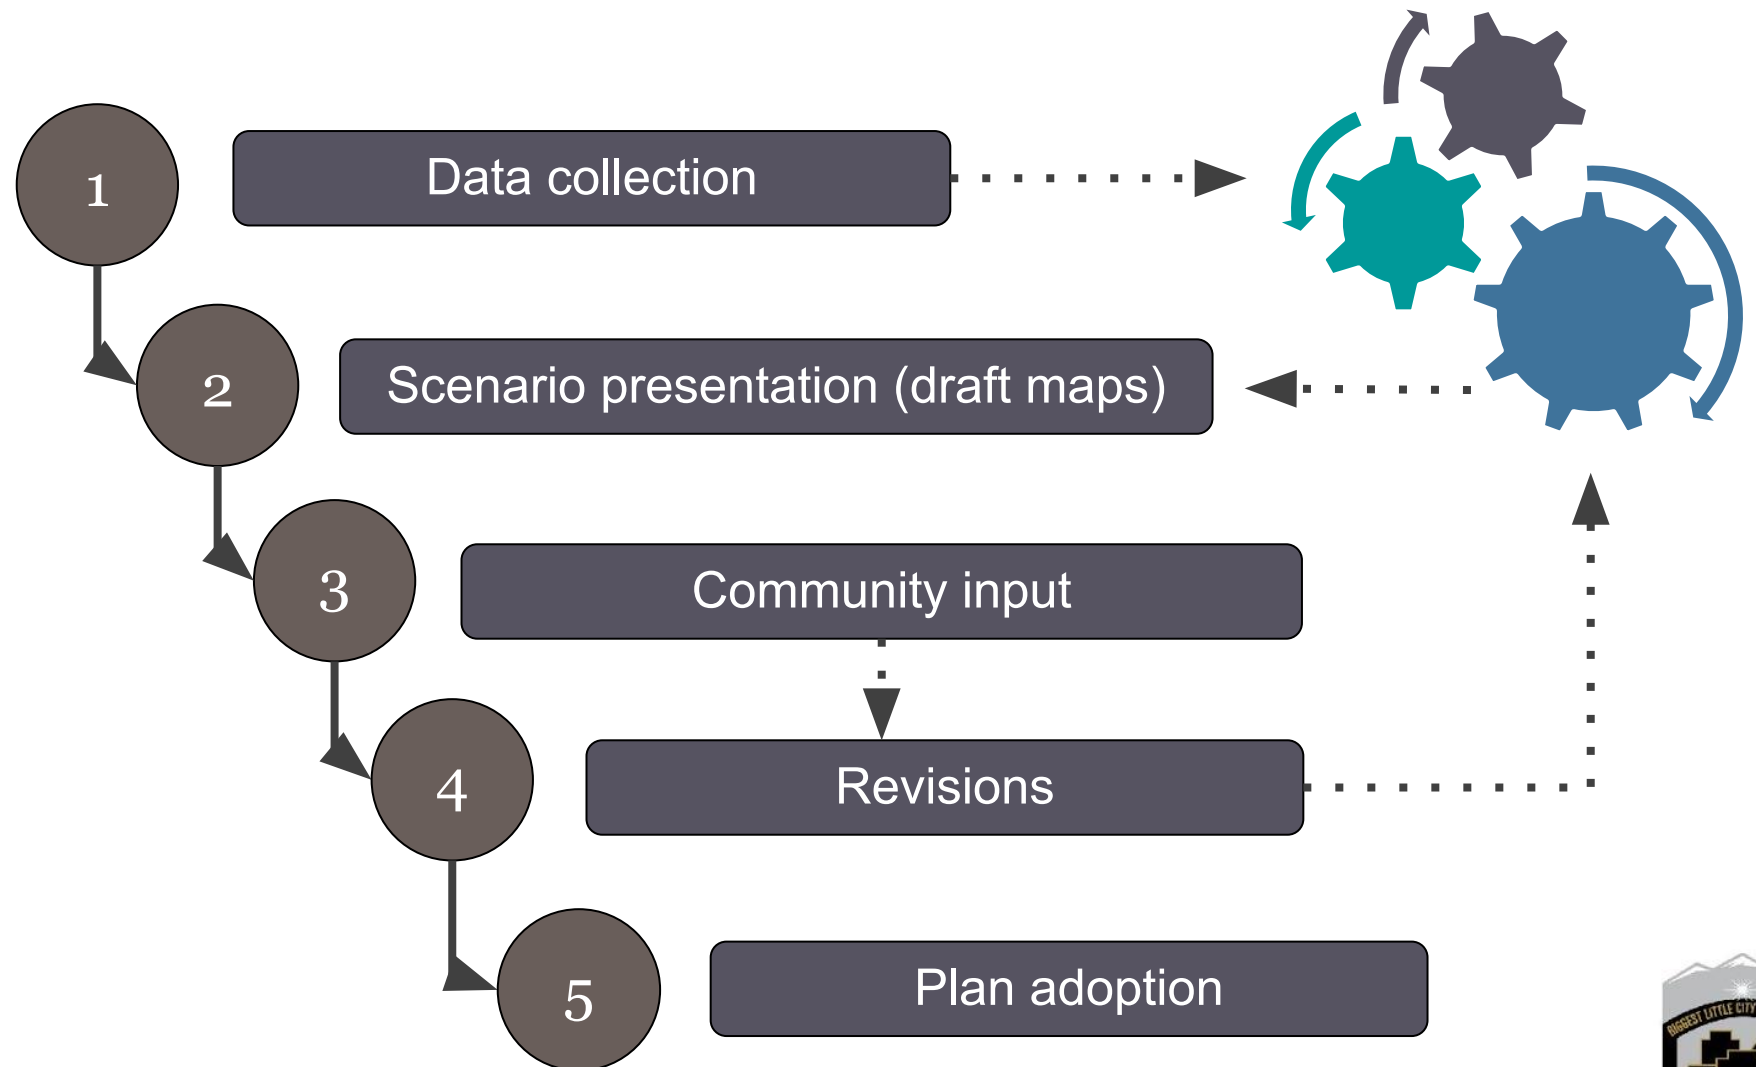 1
Data collection
2
Scenario presentation (draft maps)
3
Community input
4
Revisions
5
Plan adoption
BIGGEST LITTLE CITY